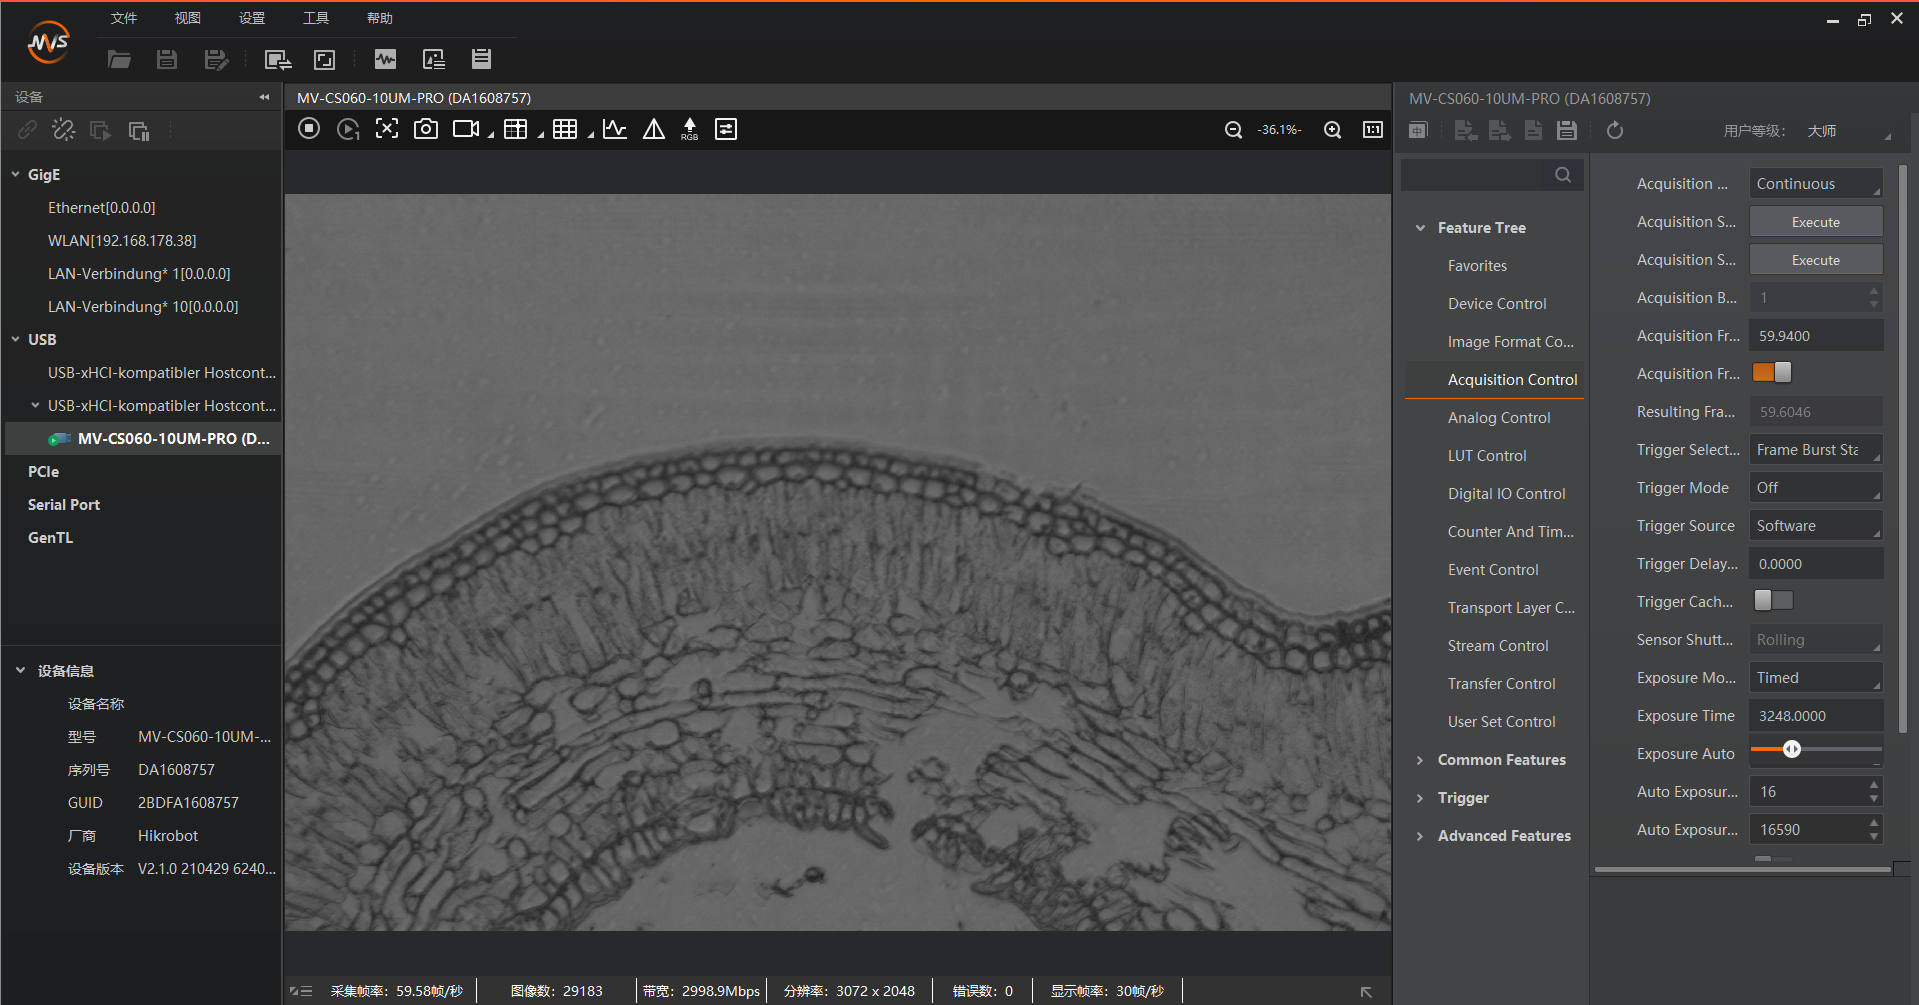 MVS
文件 视图 设置 工具 帮助
设备
GigE
Ethernet[0.0.0.0]
WLAN[192.168.178.38]
LAN-Verbindung* 1[0.0.0.0]
LAN-Verbindung* 10[0.0.0.0]
USB
USB-xHCI-kompatibler Hostcont...
USB-xHCI-kompatibler Hostcont...
MV-CS060-10UM-PRO (D...
PCIe
Serial Port
GenTL
设备信息
设备名称
型号 MV-CS060-10UM-...
序列号 DA1608757
GUID 2BDFA1608757
厂商 Hikrobot
设备版本 V2.1.0 210429 6240...
MV-CS060-10UM-PRO (DA1608757)
1 RGB -36.1%- 1:1
采集帧率: 59.58帧/秒 图像数: 29183 带宽: 2998.9Mbps 分辨率: 3072 x 2048 错误数: 0 显示帧率: 30帧/秒
MV-CS060-10UM-PRO (DA1608757)
中 用户等级: 大师
Feature Tree
Favorites
Device Control
Image Format Co...
Acquisition Control
Analog Control
LUT Control
Digital IO Control
Counter And Tim...
Event Control
Transport Layer C...
Stream Control
Transfer Control
User Set Control
Common Features
Trigger
Advanced Features
Acquisition ... Continuous
Acquisition S... Execute
Acquisition S... Execute
Acquisition B... 1
Acquisition Fr... 59.9400
Acquisition Fr...
Resulting Fra... 59.6046
Trigger Select... Frame Burst Sta
Trigger Mode Off
Trigger Source Software
Trigger Delay... 0.0000
Trigger Cach...
Sensor Shutt... Rolling
Exposure Mo... Timed
Exposure Time 3248.0000
Exposure Auto
Auto Exposur... 16
Auto Exposur... 16590